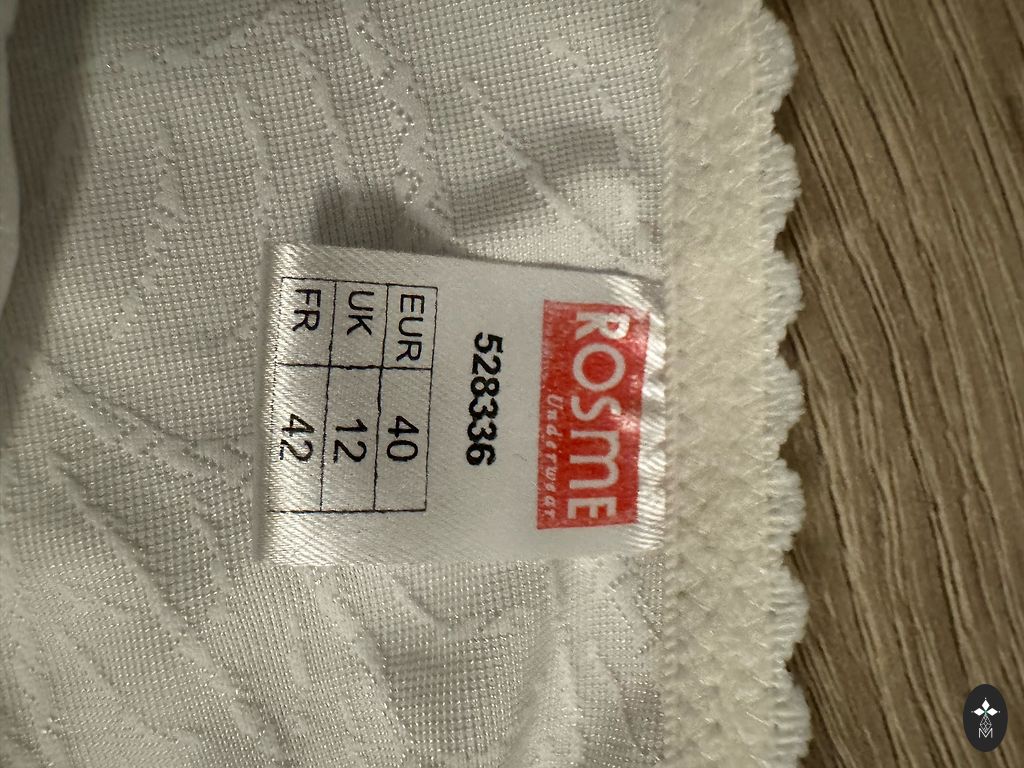 ROSME
Underwear
528336
EUR 40
UK 12
FR 42
M